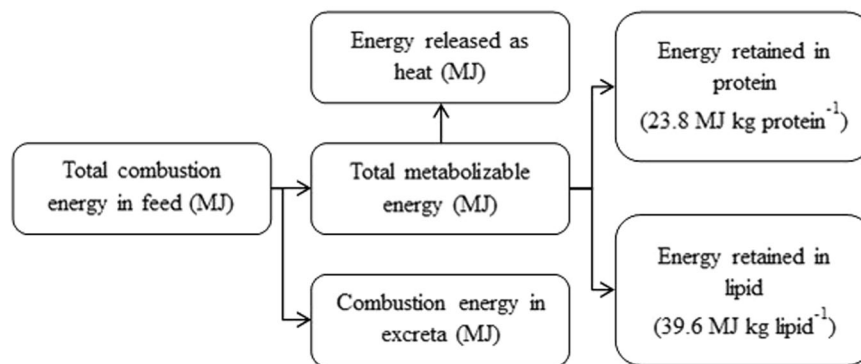 Energy released as
heat (MJ)
Energy retained in
protein
(23.8 MJ kg protein⁻¹)
Total combustion
energy in feed (MJ)
Total metabolizable
energy (MJ)
Energy retained in
lipid
(39.6 MJ kg lipid⁻¹)
Combustion energy in
excreta (MJ)